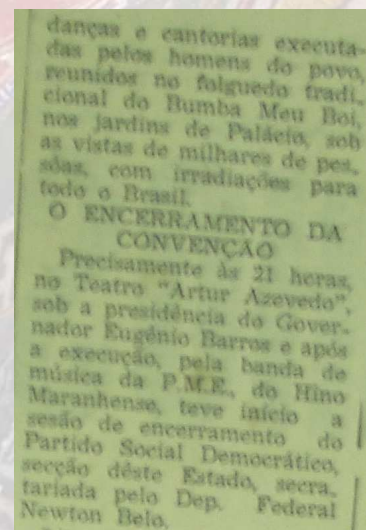 danças e cantorias executa-
das pelos homens do povo,
reunidos no folguedo tradi,
cional do Bumba Meu Boi,
nos jardins de Palácio, sob
as vistas de milhares de pes,
sôas, com irradiações para
todo o Brasil.
O ENCERRAMENTO DA
CONVENÇÃO
Precisamente às 21 horas,
no Teatro "Artur Azevedo",
sob a presidência do Gover-
nador Eugênio Barros e após
a execução, pela banda de
música da P.M.E., do Hino
Maranhense, teve início a
sesão de encerramento do
Partido Social Democrático,
secção dêste Estado, secra,
tariada pelo Dep. Federal
Newton Belo.